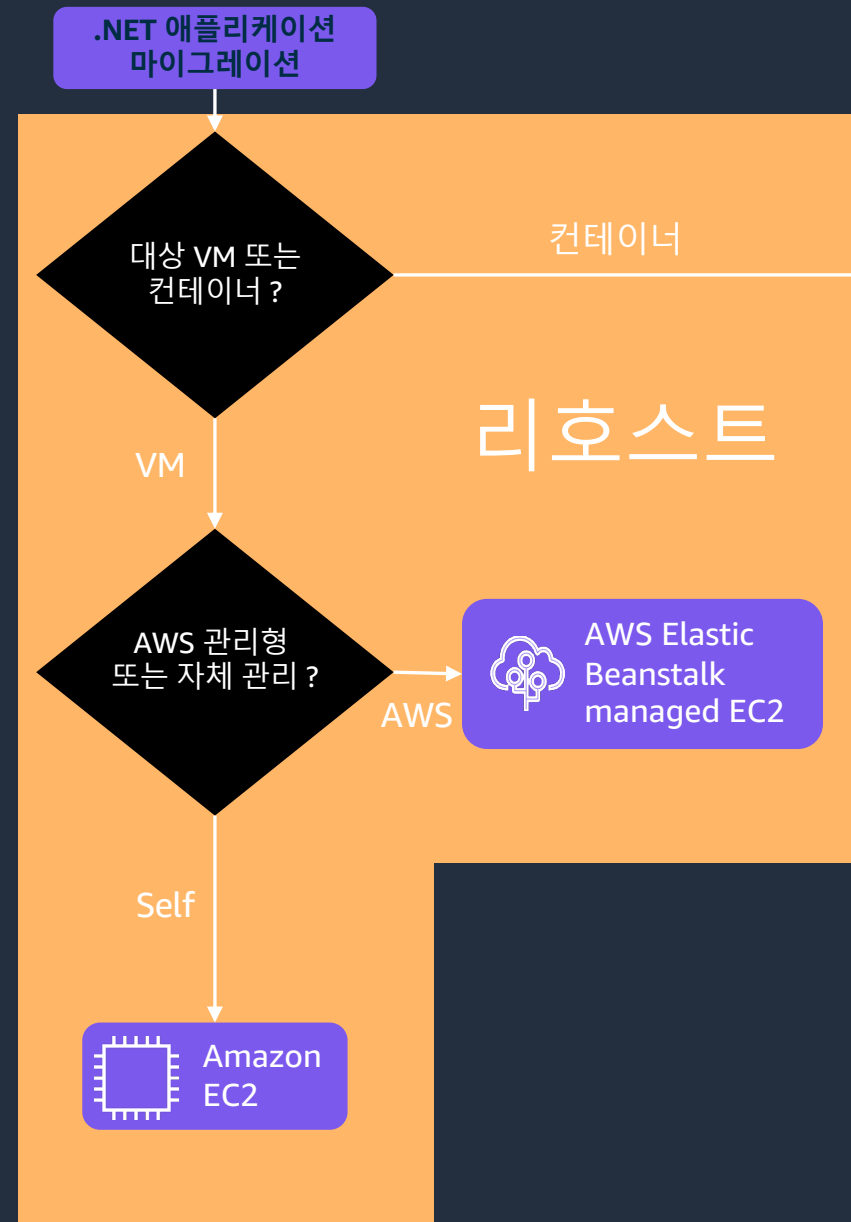 .NET 애플리케이션
마이그레이션
대상 VM 또는
컨테이너 ?
컨테이너
리호스트
VM
AWS 관리형
또는 자체 관리 ?
AWS
AWS Elastic
Beanstalk
managed EC2
Self
Amazon
EC2